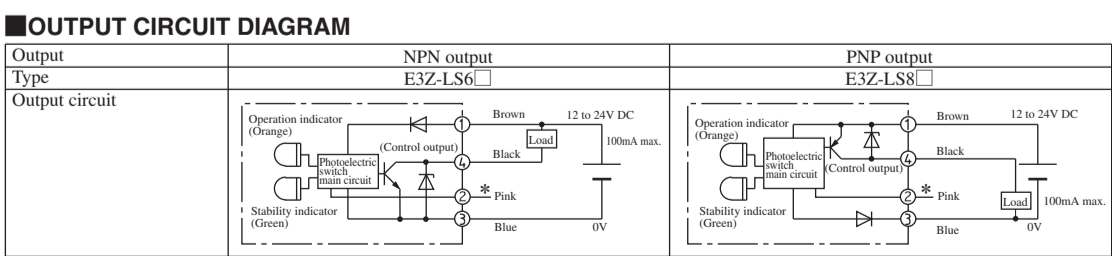 ■OUTPUT CIRCUIT DIAGRAM
Output NPN output PNP output
Type E3Z-LS6□ E3Z-LS8□
Output circuit
Operation indicator
(Orange)
Photoelectric
switch
main circuit
Stability indicator
(Green)
(Control output)
1
4
2
3
Brown
Black
* Pink
Blue
Load
12 to 24V DC
100mA max.
0V
Operation indicator
(Orange)
Photoelectric
switch
main circuit
Stability indicator
(Green)
(Control output)
1
4
2
3
Brown
Black
* Pink
Blue
Load
12 to 24V DC
100mA max.
0V